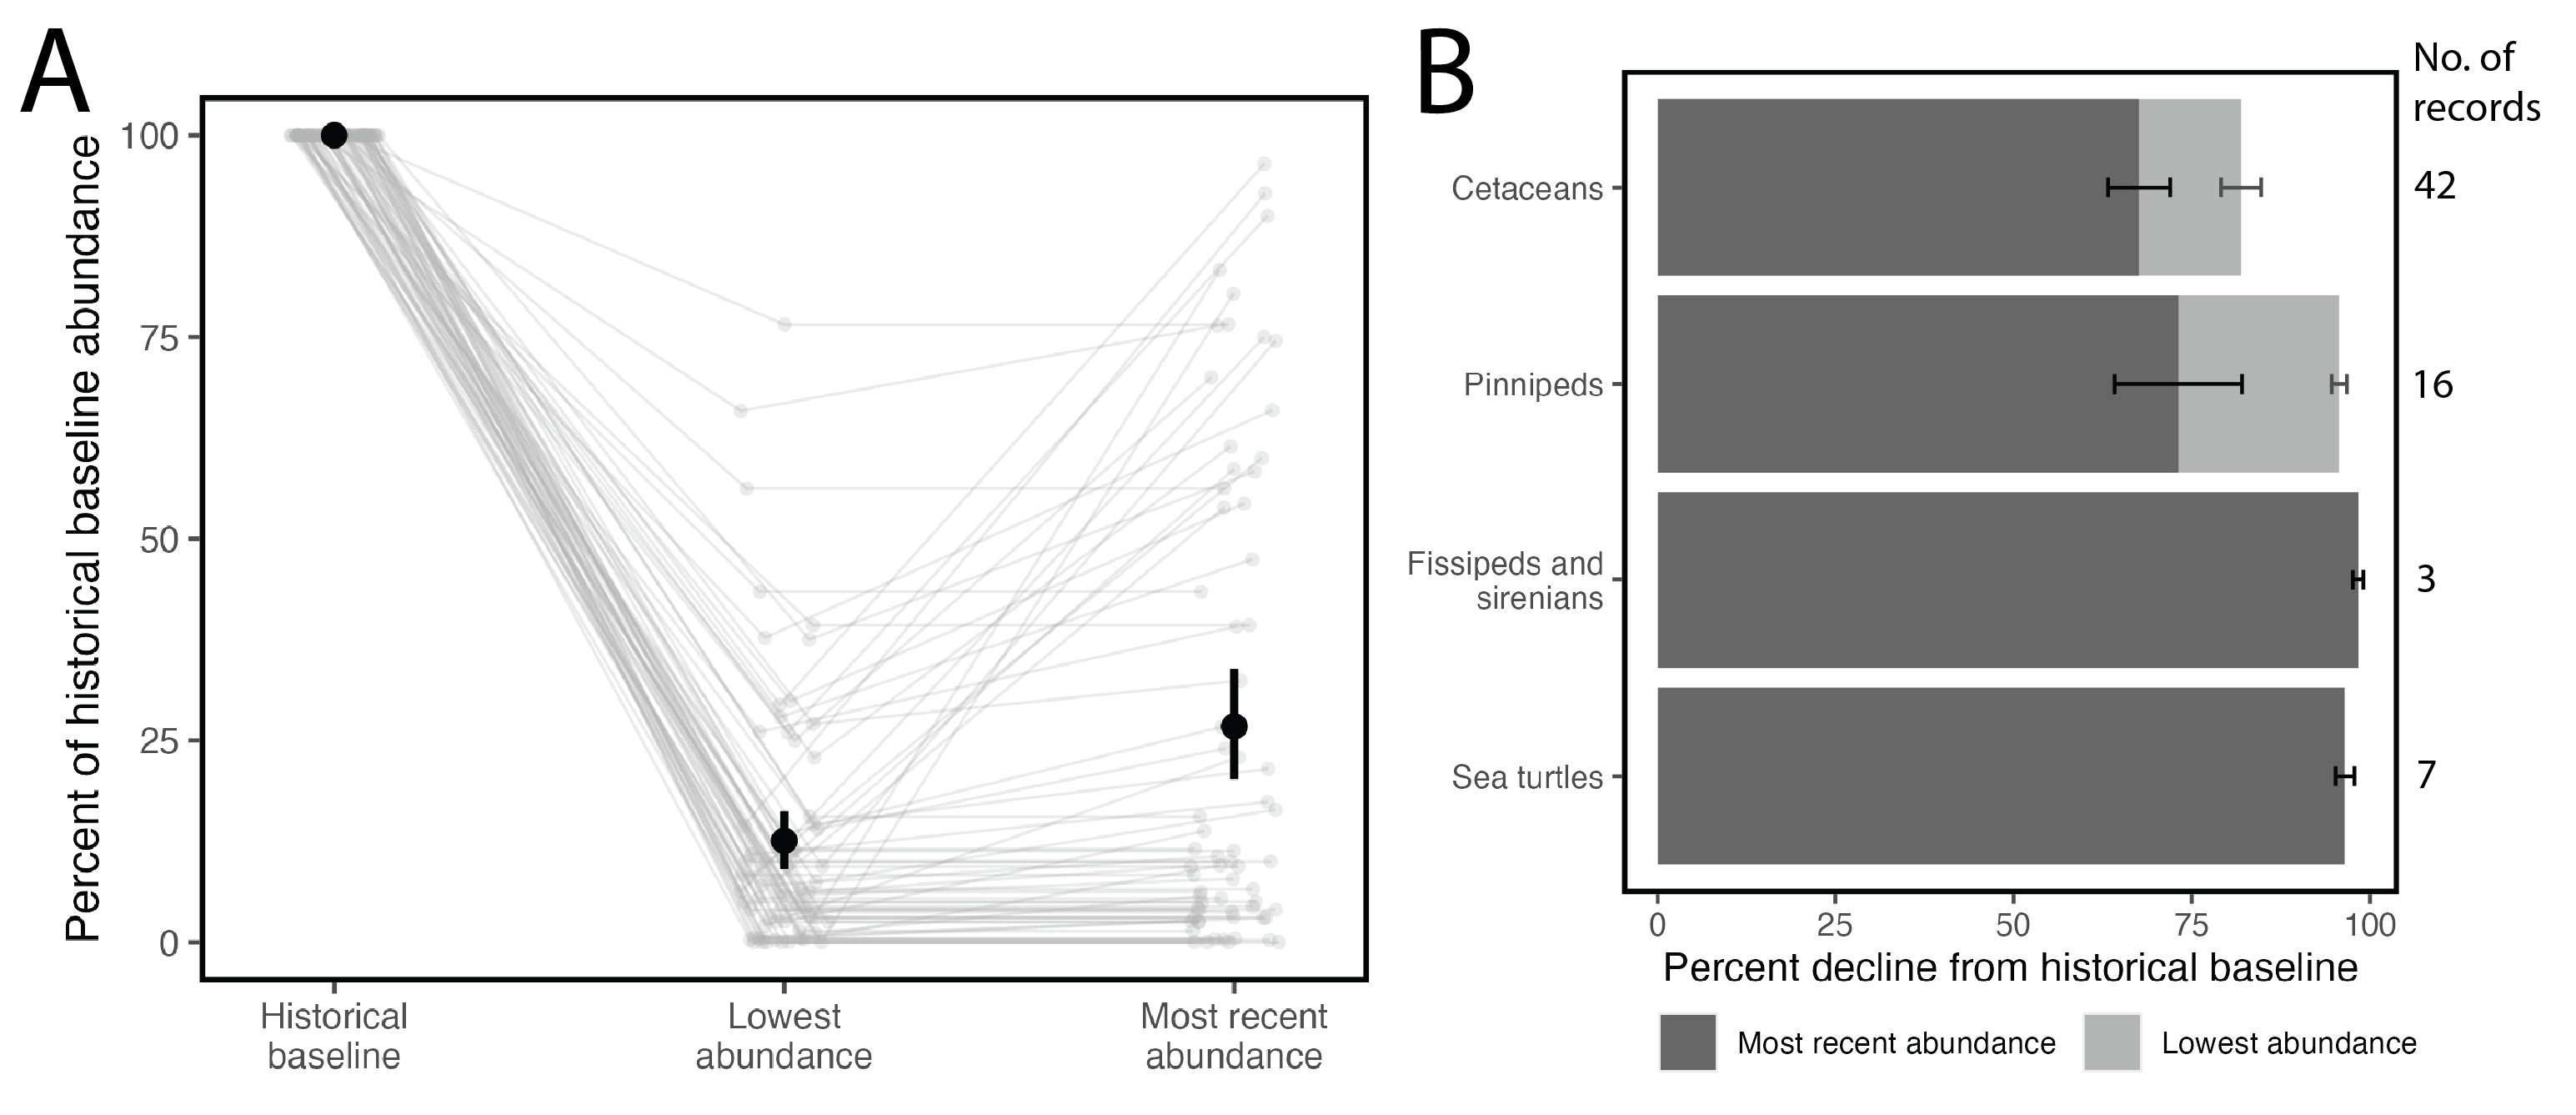 A
Percent of historical baseline abundance
100
75
50
25
0
Historical
baseline
Lowest
abundance
Most recent
abundance
B
No. of
records
Cetaceans
42
Pinnipeds
16
Fissipeds and
sirenians
3
Sea turtles
7
0 25 50 75 100
Percent decline from historical baseline
Most recent abundance Lowest abundance